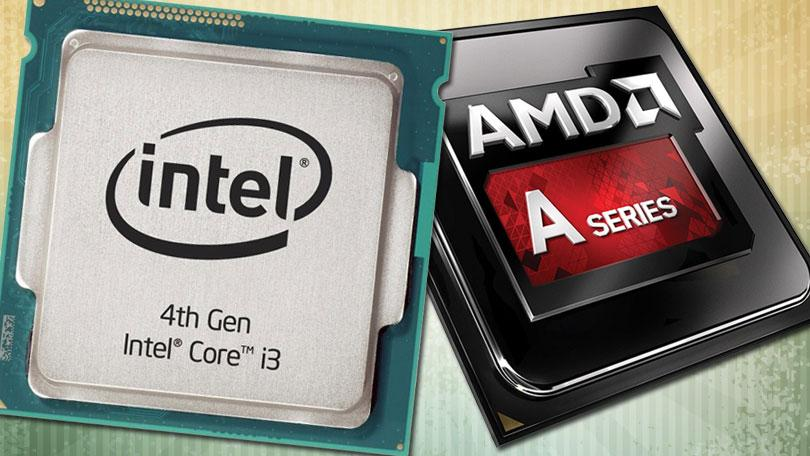 intel®
4th Gen
Intel® Core™ i3
AMD
A SERIES